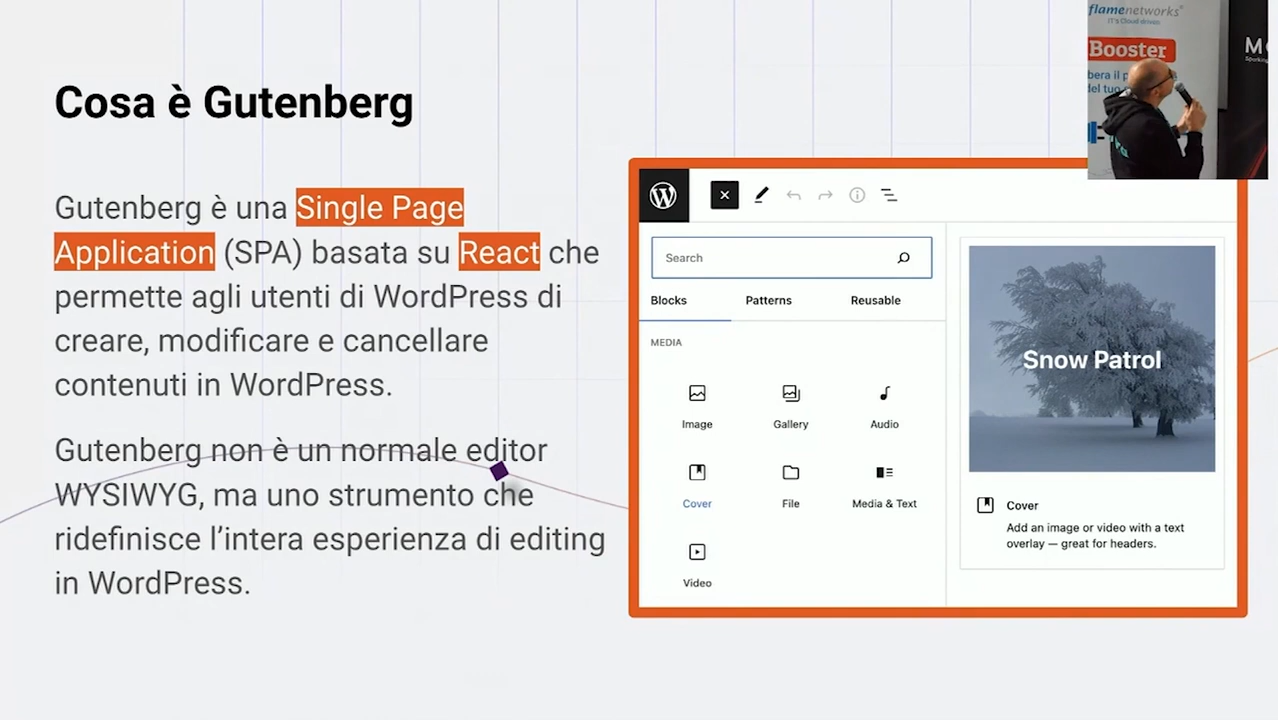 flamenetworks®
IT's Cloud driven
Booster
Cosa è Gutenberg
Gutenberg è una Single Page
Application (SPA) basata su React che
permette agli utenti di WordPress di
creare, modificare e cancellare
contenuti in WordPress.
Gutenberg non è un normale editor
WYSIWYG, ma uno strumento che
ridefinisce l’intera esperienza di editing
in WordPress.
Search
Blocks Patterns Reusable
MEDIA
Image Gallery Audio
Cover File Media & Text
Video
Snow Patrol
Cover
Add an image or video with a text
overlay — great for headers.